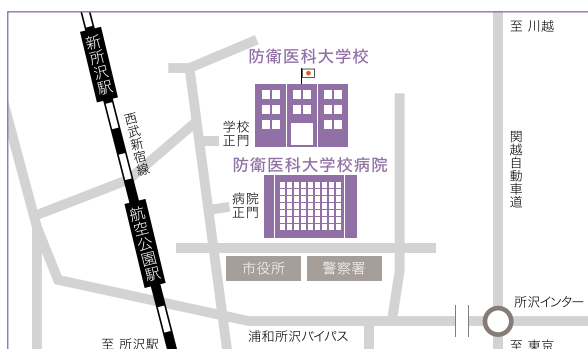 至 川越
防衛医科大学校
新所沢駅
西武新宿線
学校
正門
関越自動車道
防衛医科大学校病院
病院
正門
航空公園駅
市役所
警察署
所沢インター
浦和所沢バイパス
至 所沢駅
至 東京